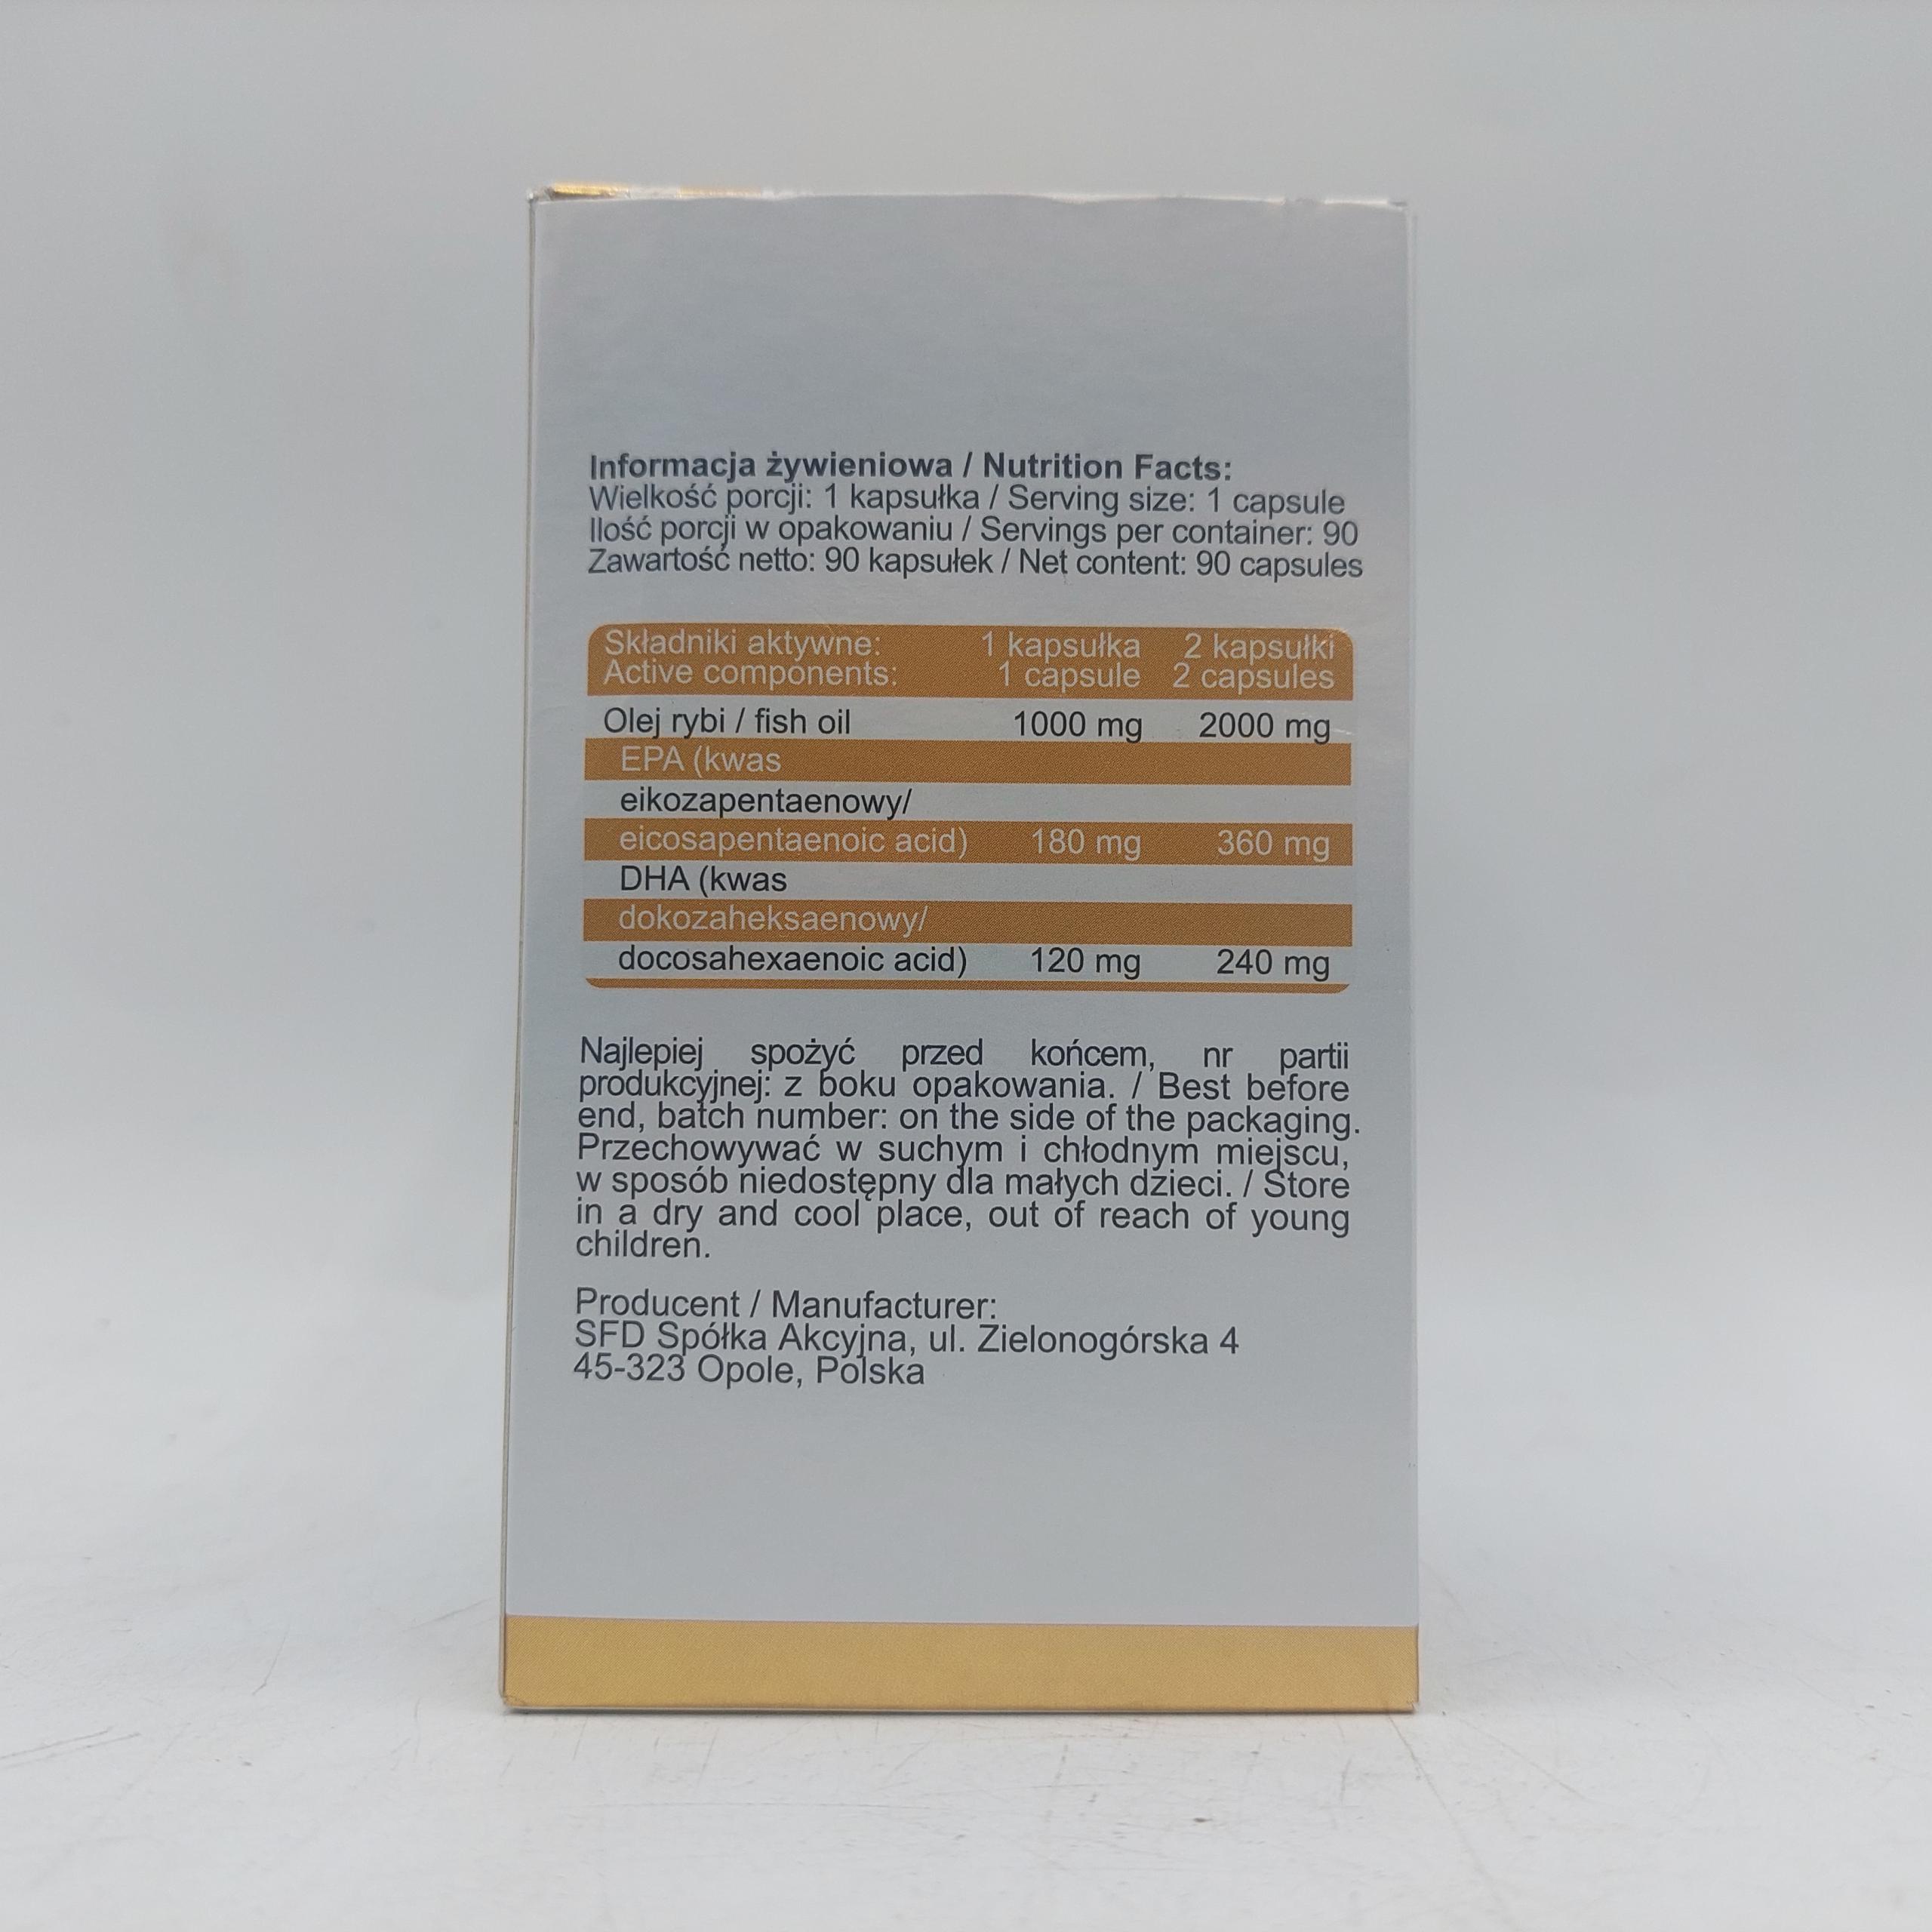 Informacja żywieniowa / Nutrition Facts:
Wielkość porcji: 1 kapsułka / Serving size: 1 capsule
Ilość porcji w opakowaniu / Servings per container: 90
Zawartość netto: 90 kapsułek / Net content: 90 capsules
Składniki aktywne: 1 kapsułka 2 kapsułki
Active components: 1 capsule 2 capsules
Olej rybi / fish oil 1000 mg 2000 mg
EPA (kwas
eikozapentaenowy/
eicosapentaenoic acid) 180 mg 360 mg
DHA (kwas
dokozaheksaenowy/
docosahexaenoic acid) 120 mg 240 mg
Najlepiej spożyć przed końcem, nr partii
produkcyjnej: z boku opakowania. / Best before
end, batch number: on the side of the packaging.
Przechowywać w suchym i chłodnym miejscu,
w sposób niedostępny dla małych dzieci. / Store
in a dry and cool place, out of reach of young
children.
Producent / Manufacturer:
SFD Spółka Akcyjna, ul. Zielonogórska 4
45-323 Opole, Polska